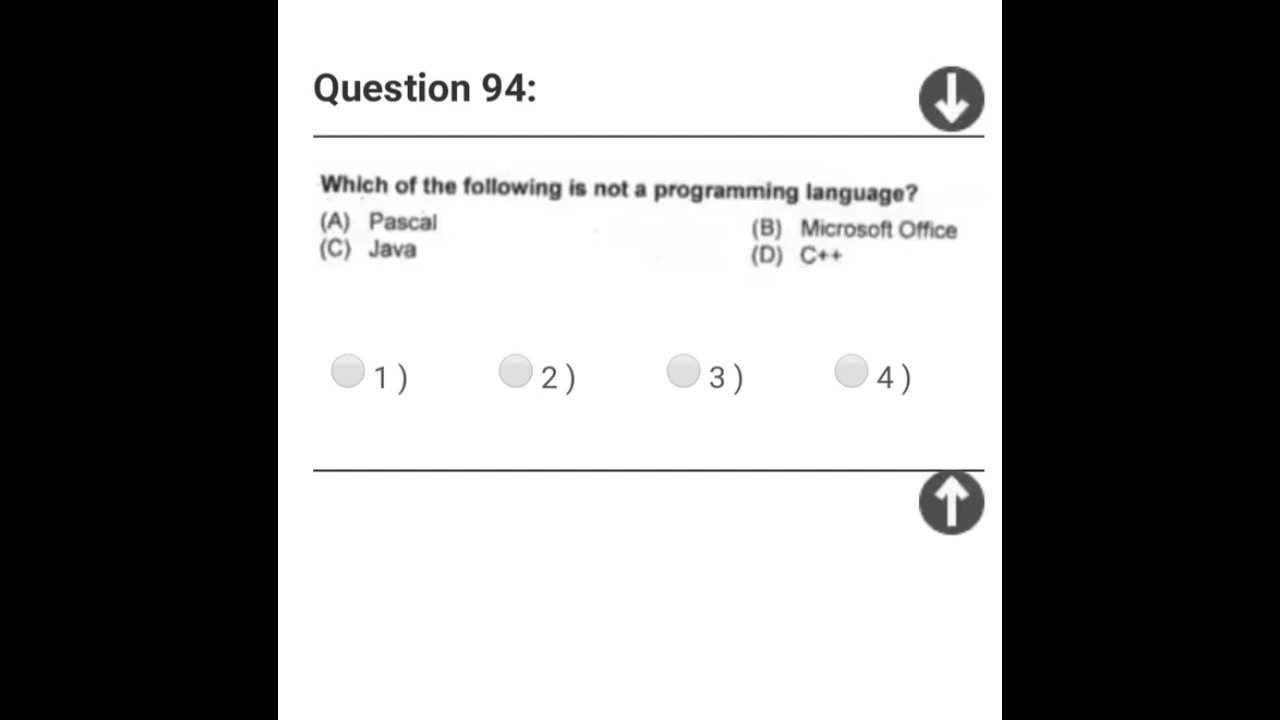 Question 94:
Which of the following is not a programming language?
(A) Pascal (B) Microsoft Office
(C) Java (D) C++
1 ) 2 ) 3 ) 4 )